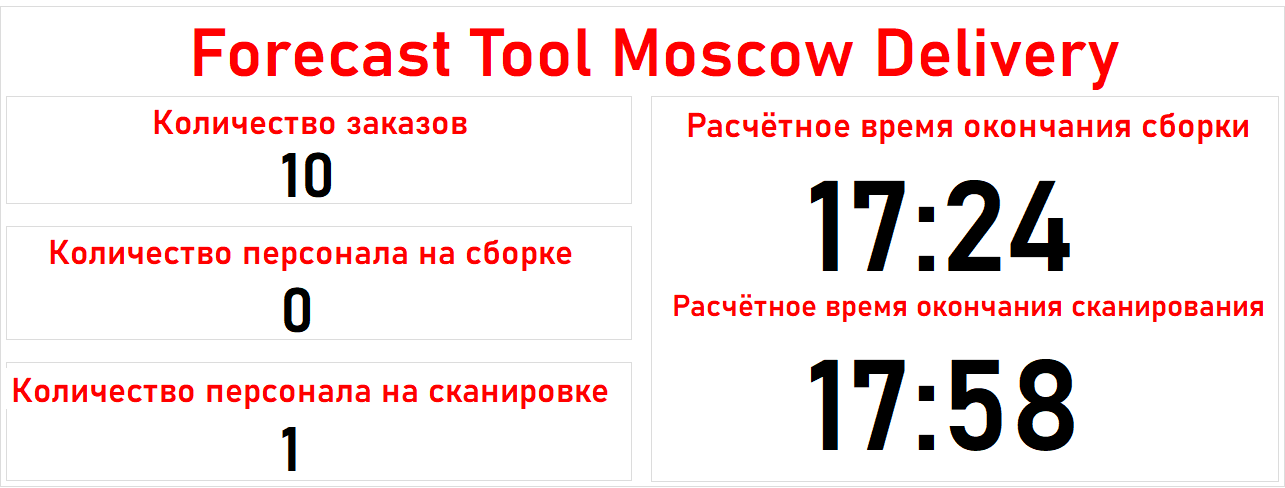 Forecast Tool Moscow Delivery
Количество заказов
10
Количество персонала на сборке
0
Количество персонала на сканировке
1
Расчётное время окончания сборки
17:24
Расчётное время окончания сканирования
17:58